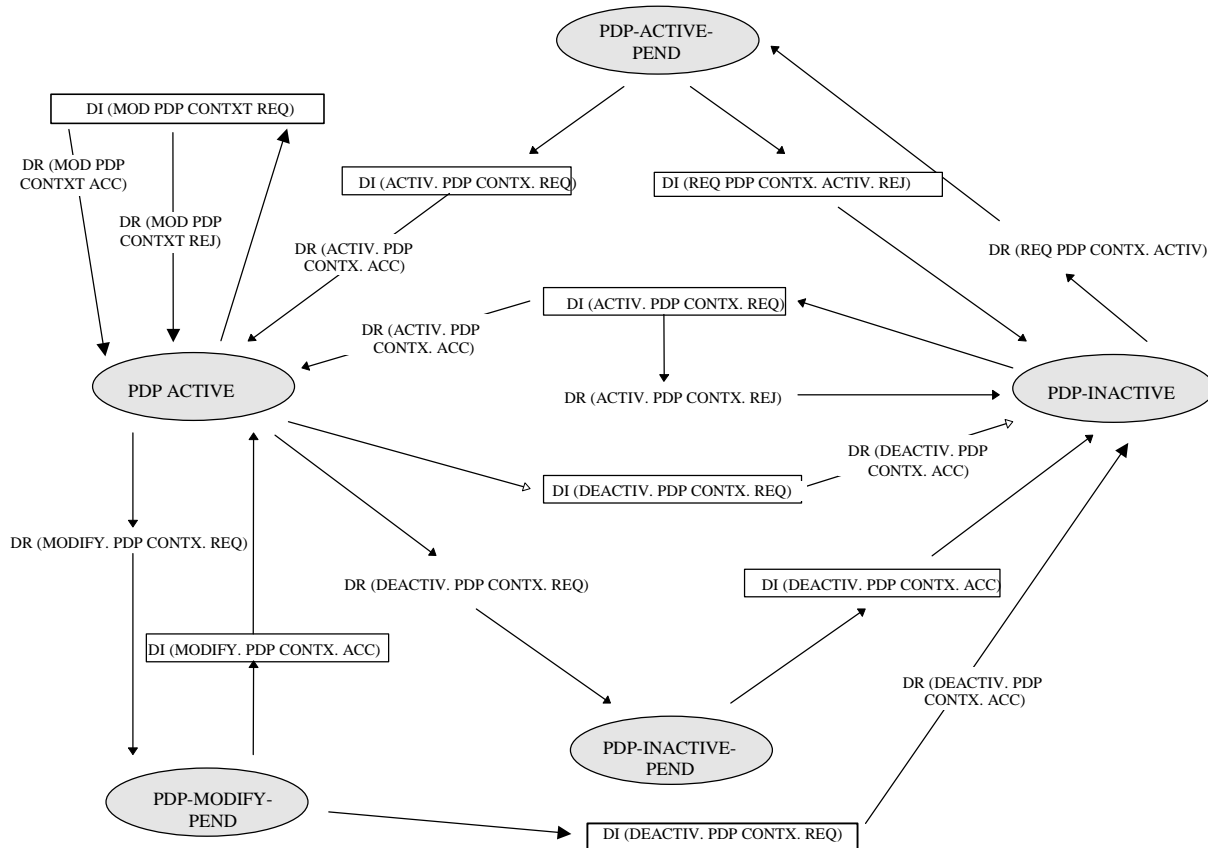 PDP-ACTIVE-
PEND
DI (MOD PDP CONTXT REQ)
DR (MOD PDP
CONTXT ACC)
DI (ACTIV. PDP CONTX. REQ)
DI (REQ PDP CONTX. ACTIV. REJ)
DR (MOD PDP
CONTXT REJ)
DR (ACTIV. PDP
CONTX. ACC)
DR (REQ PDP CONTX. ACTIV)
DI (ACTIV. PDP CONTX. REQ)
DR (ACTIV. PDP
CONTX. ACC)
PDP ACTIVE
DR (ACTIV. PDP CONTX. REJ)
PDP-INACTIVE
DR (DEACTIV. PDP
CONTX. ACC)
DI (DEACTIV. PDP CONTX. REQ)
DR (MODIFY. PDP CONTX. REQ)
DR (DEACTIV. PDP CONTX. REQ)
DI (DEACTIV. PDP CONTX. ACC)
DI (MODIFY. PDP CONTX. ACC)
DR (DEACTIV. PDP
CONTX. ACC)
PDP-INACTIVE-
PEND
PDP-MODIFY-
PEND
DI (DEACTIV. PDP CONTX. REQ)